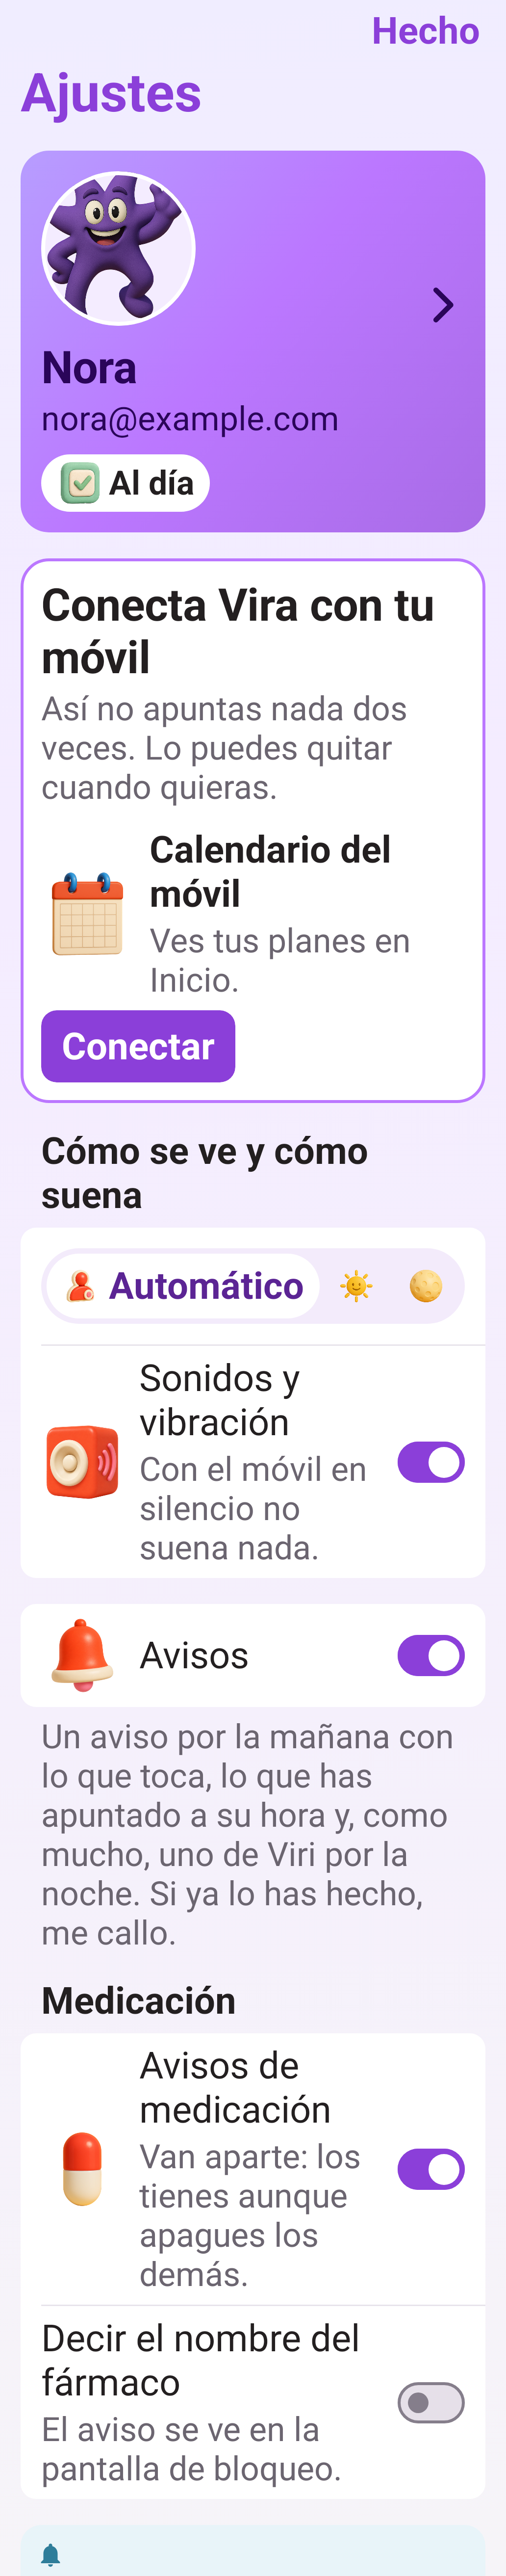 Hecho
Ajustes
Nora
nora@example.com
Al día
Conecta Vira con tu
móvil
Así no apuntas nada dos
veces. Lo puedes quitar
cuando quieras.
Calendario del
móvil
Ves tus planes en
Inicio.
Conectar
Cómo se ve y cómo
suena
Automático
Sonidos y
vibración
Con el móvil en
silencio no
suena nada.
Avisos
Un aviso por la mañana con
lo que toca, lo que has
apuntado a su hora y, como
mucho, uno de Viri por la
noche. Si ya lo has hecho,
me callo.
Medicación
Avisos de
medicación
Van aparte: los
tienes aunque
apagues los
demás.
Decir el nombre del
fármaco
El aviso se ve en la
pantalla de bloqueo.